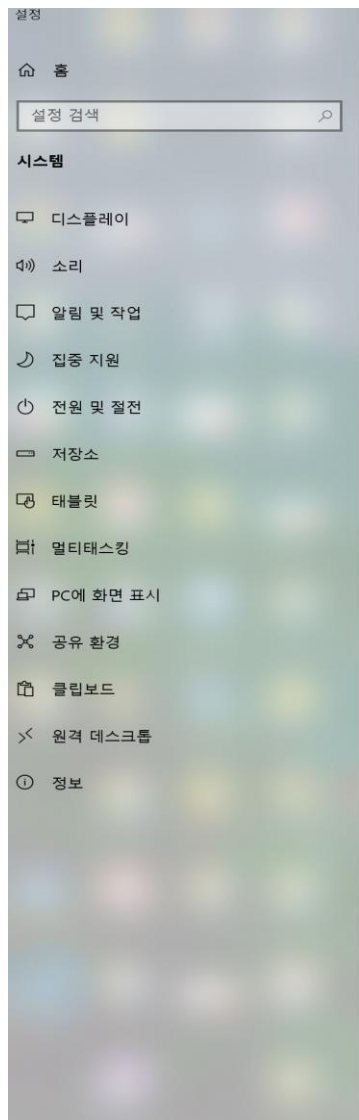 설정
홈
설정 검색
시스템
디스플레이
소리
알림 및 작업
집중 지원
전원 및 절전
저장소
태블릿
멀티태스킹
PC에 화면 표시
공유 환경
클립보드
원격 데스크톱
정보